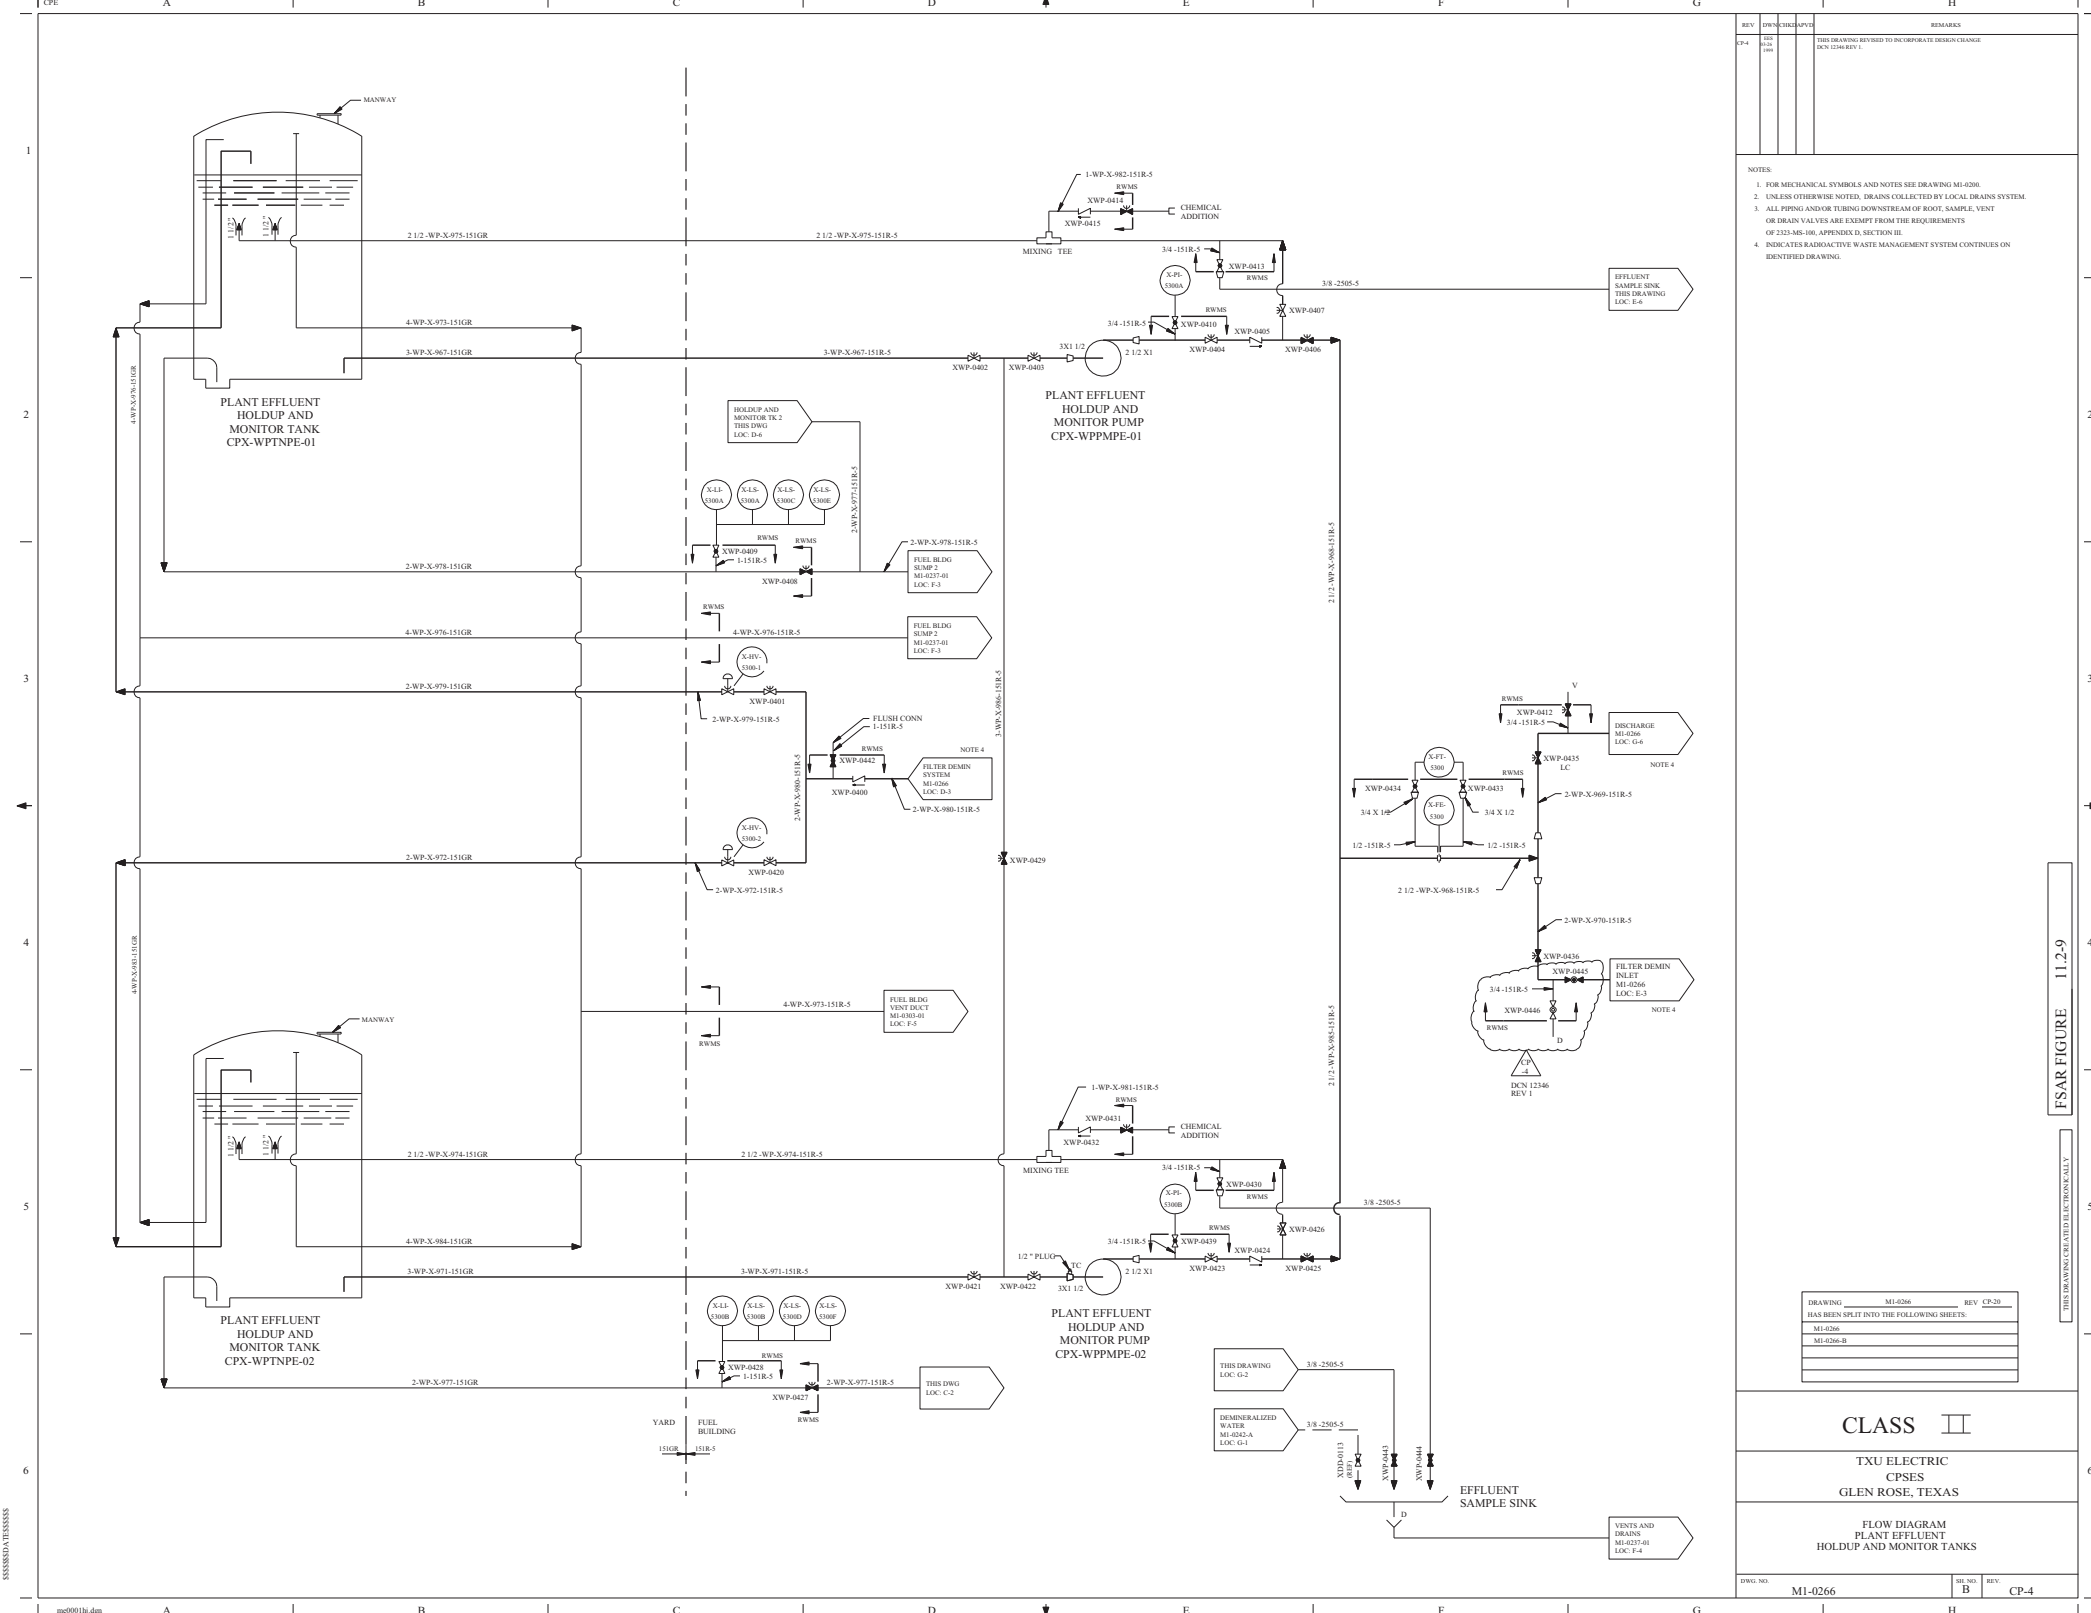 CPE
A
B
C
D
E
F
G
H
1
2
3
4
5
6
MANWAY
1 1/2"
1 1/2"
2 1/2 -WP-X-975-151GR
2 1/2 -WP-X-975-151R-5
1-WP-X-982-151R-5
RWMS
XWP-0414
XWP-0415
CHEMICAL
ADDITION
MIXING TEE
3/4 -151R-5
XWP-0413
RWMS
X-PI-
5300A
3/8 -2505-5
EFFLUENT
SAMPLE SINK
THIS DRAWING
LOC: E-6
XWP-0407
4-WP-X-973-151GR
3/4 -151R-5
XWP-0410
RWMS
XWP-0405
XWP-0404
XWP-0406
3-WP-X-967-151GR
3-WP-X-967-151R-5
XWP-0402
XWP-0403
3X1 1/2
2 1/2 X1
4-WP-X-976-151GR
PLANT EFFLUENT
HOLDUP AND
MONITOR TANK
CPX-WPTNPE-01
PLANT EFFLUENT
HOLDUP AND
MONITOR PUMP
CPX-WPPMPE-01
HOLDUP AND
MONITOR TK 2
THIS DWG
LOC: D-6
2-WP-X-977-151R-5
X-LI-
5300A
X-LS-
5300A
X-LS-
5300C
X-LS-
5300E
RWMS
RWMS
XWP-0409
1-151R-5
XWP-0408
2-WP-X-978-151GR
2-WP-X-978-151R-5
FUEL BLDG
SUMP 2
M1-0237-01
LOC: F-3
RWMS
4-WP-X-976-151GR
4-WP-X-976-151R-5
FUEL BLDG
SUMP 2
M1-0237-01
LOC: F-3
X-HV-
5300-1
2-WP-X-979-151GR
XWP-0401
2-WP-X-979-151R-5
FLUSH CONN
1-151R-5
RWMS
XWP-0442
NOTE 4
FILTER DEMIN
SYSTEM
M1-0266
LOC: D-3
XWP-0400
2-WP-X-980-151R-5
2-WP-X-980-151R-5
X-HV-
5300-2
2-WP-X-972-151GR
XWP-0420
2-WP-X-972-151R-5
3-WP-X-986-151R-5
XWP-0429
2 1/2 -WP-X-968-151R-5
2 1/2 -WP-X-985-151R-5
V
RWMS
XWP-0412
3/4 -151R-5
DISCHARGE
M1-0266
LOC: G-6
NOTE 4
XWP-0435
LC
2-WP-X-969-151R-5
X-FT-
5300
RWMS
XWP-0434
XWP-0433
3/4 X 1/2
3/4 X 1/2
X-FE-
5300
1/2 -151R-5
1/2 -151R-5
2 1/2 -WP-X-968-151R-5
2-WP-X-970-151R-5
XWP-0436
XWP-0445
3/4 -151R-5
XWP-0446
RWMS
D
FILTER DEMIN
INLET
M1-0266
LOC: E-3
NOTE 4
CP
-4
DCN 12346
REV 1
4-WP-X-983-151GR
4-WP-X-973-151R-5
FUEL BLDG
VENT DUCT
M1-0303-01
LOC: F-5
RWMS
MANWAY
1 1/2"
1 1/2"
2 1/2 -WP-X-974-151GR
2 1/2 -WP-X-974-151R-5
1-WP-X-981-151R-5
RWMS
XWP-0431
XWP-0432
CHEMICAL
ADDITION
MIXING TEE
3/4 -151R-5
XWP-0430
RWMS
X-PI-
5300B
3/8 -2505-5
XWP-0426
4-WP-X-984-151GR
3/4 -151R-5
XWP-0439
RWMS
XWP-0424
XWP-0423
XWP-0425
1/2 " PLUG
TC
3-WP-X-971-151GR
3-WP-X-971-151R-5
XWP-0421
XWP-0422
3X1 1/2
2 1/2 X1
PLANT EFFLUENT
HOLDUP AND
MONITOR TANK
CPX-WPTNPE-02
PLANT EFFLUENT
HOLDUP AND
MONITOR PUMP
CPX-WPPMPE-02
X-LI-
5300B
X-LS-
5300B
X-LS-
5300D
X-LS-
5300F
RWMS
XWP-0428
1-151R-5
XWP-0427
RWMS
2-WP-X-977-151GR
2-WP-X-977-151R-5
THIS DWG
LOC: C-2
YARD
FUEL
BUILDING
151GR
151R-5
THIS DRAWING
LOC: G-2
3/8 -2505-5
DEMINERALIZED
WATER
M1-0242-A
LOC: G-1
3/8 -2505-5
XDD-0113
(REF)
XWP-0443
XWP-0444
EFFLUENT
SAMPLE SINK
D
VENTS AND
DRAINS
M1-0237-01
LOC: F-4
REV DWN CHKD APVD REMARKS
CP-4
EES
THIS DRAWING REVISED TO INCORPORATE DESIGN CHANGE
DCN 12346 REV 1.
NOTES:
1. FOR MECHANICAL SYMBOLS AND NOTES SEE DRAWING M1-0200.
2. UNLESS OTHERWISE NOTED, DRAINS COLLECTED BY LOCAL DRAINS SYSTEM.
3. ALL PIPING AND/OR TUBING DOWNSTREAM OF ROOT, SAMPLE, VENT
OR DRAIN VALVES ARE EXEMPT FROM THE REQUIREMENTS
OF 2323-MS-100, APPENDIX D, SECTION III.
4. INDICATES RADIOACTIVE WASTE MANAGEMENT SYSTEM CONTINUES ON
IDENTIFIED DRAWING.
FSAR FIGURE 11.2-9
THIS DRAWING CREATED ELECTRONICALLY
DRAWING M1-0266 REV CP-20
HAS BEEN SPLIT INTO THE FOLLOWING SHEETS:
M1-0266
M1-0266-B
CLASS II
TXU ELECTRIC
CPSES
GLEN ROSE, TEXAS
FLOW DIAGRAM
PLANT EFFLUENT
HOLDUP AND MONITOR TANKS
DWG. NO. M1-0266
SH. NO. B
REV. CP-4
$$$$$$DATE$$$$$$
me0001hi.dgn
A
B
C
D
E
F
G
H